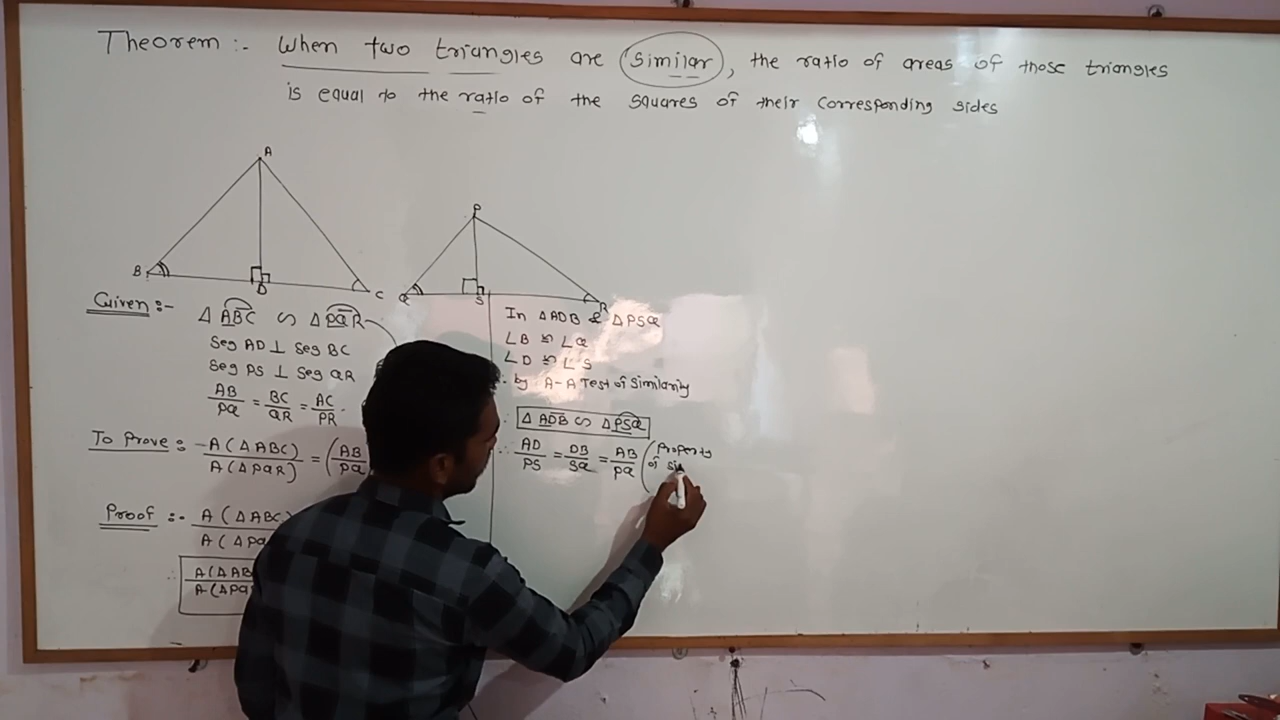 Theorem :- When two triangles are similar, the ratio of areas of those triangles
is equal to the ratio of the squares of their corresponding sides
A
P
B
D
C
Q
S
R
Given :-
Δ ABC ∽ Δ PQR
Seg AD ⊥ Seg BC
Seg PS ⊥ Seg QR
AB/PQ = BC/QR = AC/PR
To Prove :- A(ΔABC)/A(ΔPQR) = (AB/PQ
Proof :- A(ΔABC)/A(ΔPQ
∴ A(ΔAB/A(ΔPQ
In ΔADB & ΔPSQ
∠B ≅ ∠Q
∠D ≅ ∠S
∴ by A-A Test of Similarity
∴ Δ ADB ∽ ΔPSQ
∴ AD/PS = DB/SQ = AB/PQ (Property
of si